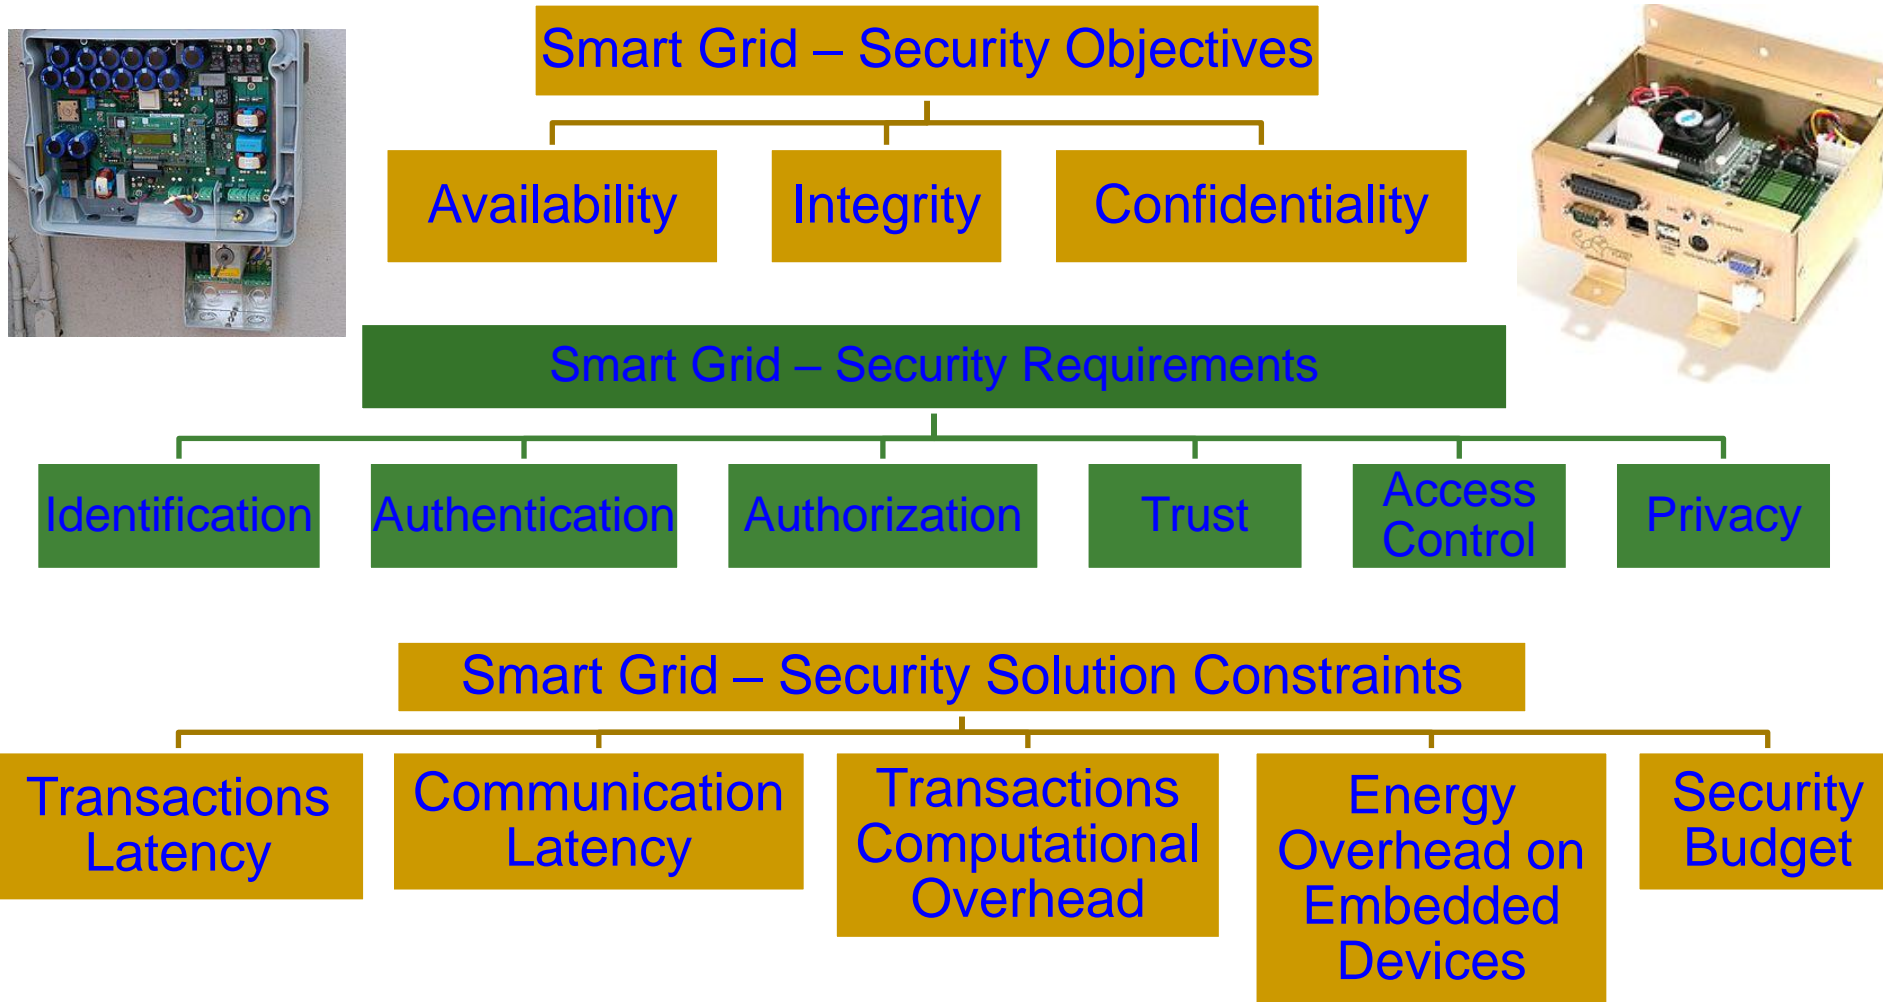 Smart Grid – Security Objectives
Availability
Integrity
Confidentiality
Smart Grid – Security Requirements
Identification
Authentication
Authorization
Trust
Access
Control
Privacy
Smart Grid – Security Solution Constraints
Transactions
Latency
Communication
Latency
Transactions
Computational
Overhead
Energy
Overhead on
Embedded
Devices
Security
Budget